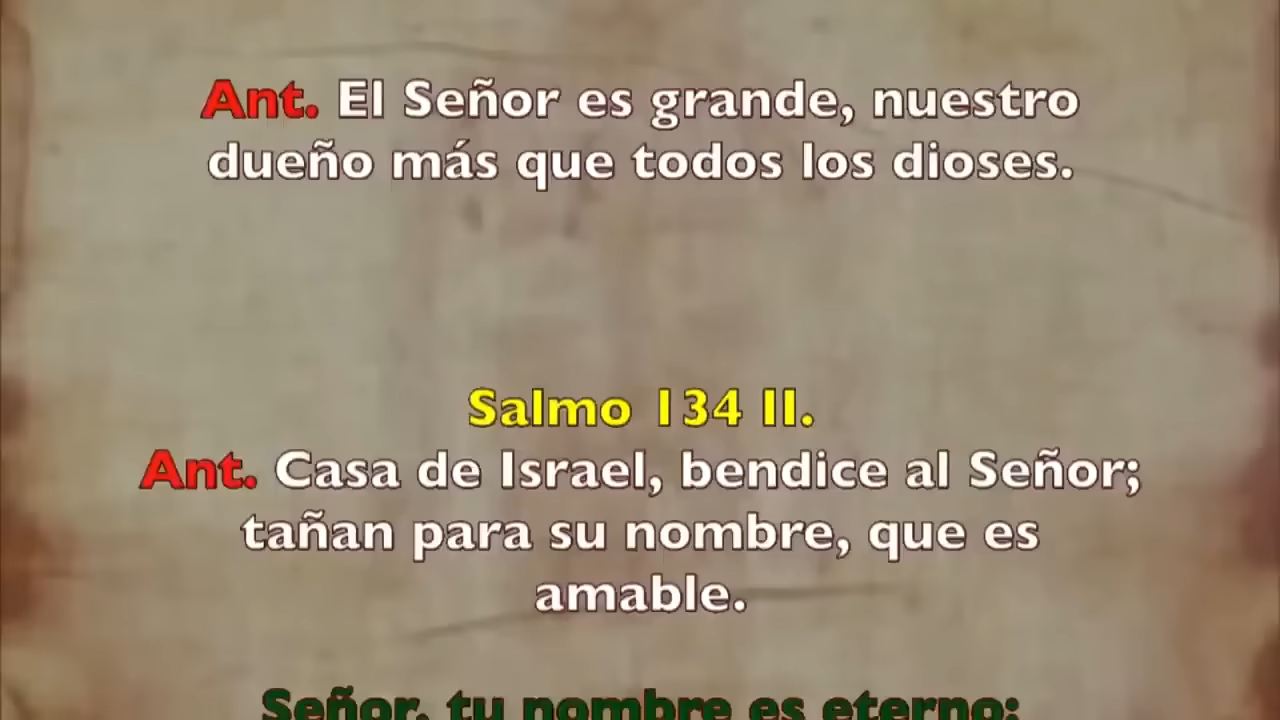 Ant. El Señor es grande, nuestro
dueño más que todos los dioses.
Salmo 134 II.
Ant. Casa de Israel, bendice al Señor;
tañan para su nombre, que es
amable.
Señor, tu nombre es eterno;